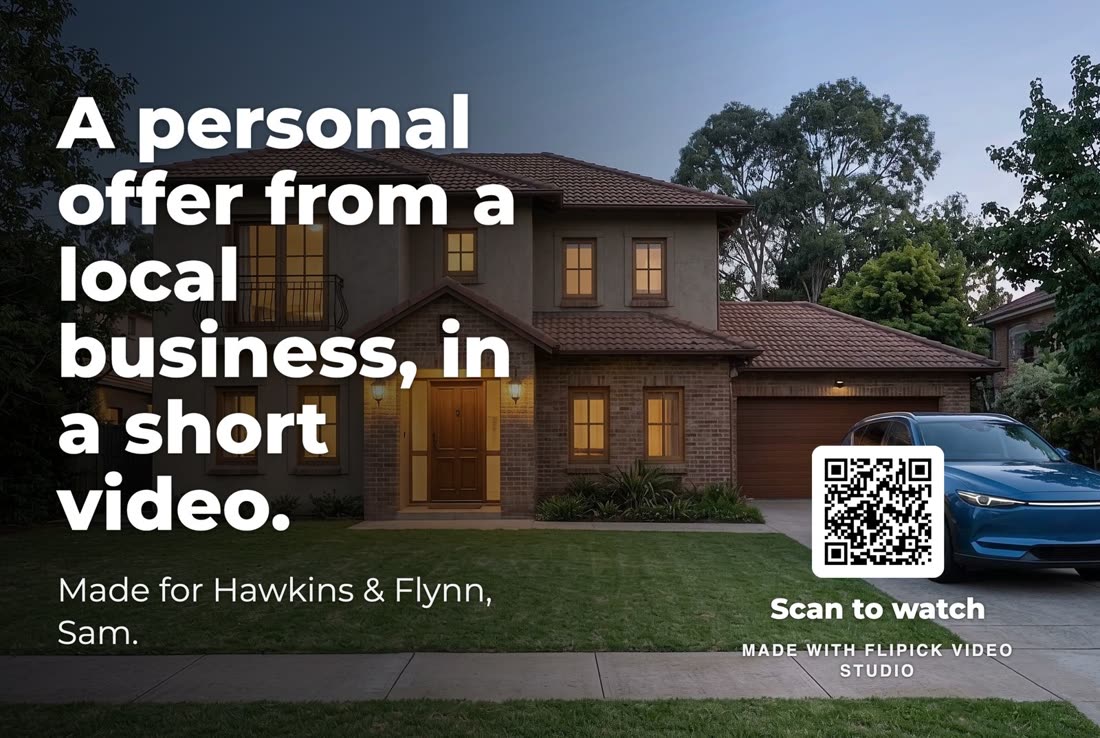 A personal
offer from a
local
business, in
a short
video.
Made for Hawkins & Flynn,
Sam.
Scan to watch
MADE WITH FLIPICK VIDEO
STUDIO